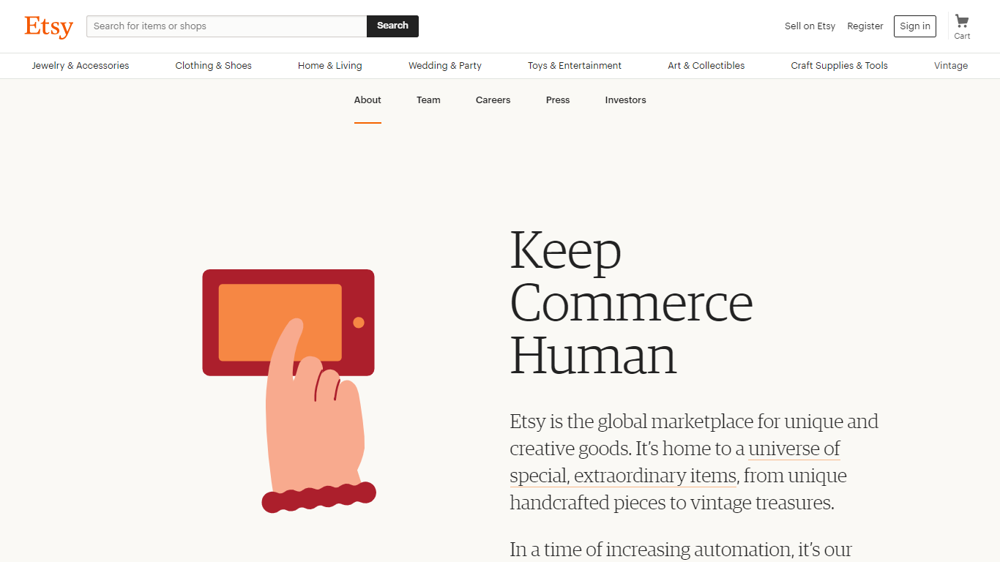 Etsy
Search for items or shops
Search
Sell on Etsy
Register
Sign in
Cart
Jewelry & Accessories
Clothing & Shoes
Home & Living
Wedding & Party
Toys & Entertainment
Art & Collectibles
Craft Supplies & Tools
Vintage
About
Team
Careers
Press
Investors
Keep
Commerce
Human
Etsy is the global marketplace for unique and
creative goods. It’s home to a universe of
special, extraordinary items, from unique
handcrafted pieces to vintage treasures.
In a time of increasing automation, it’s our